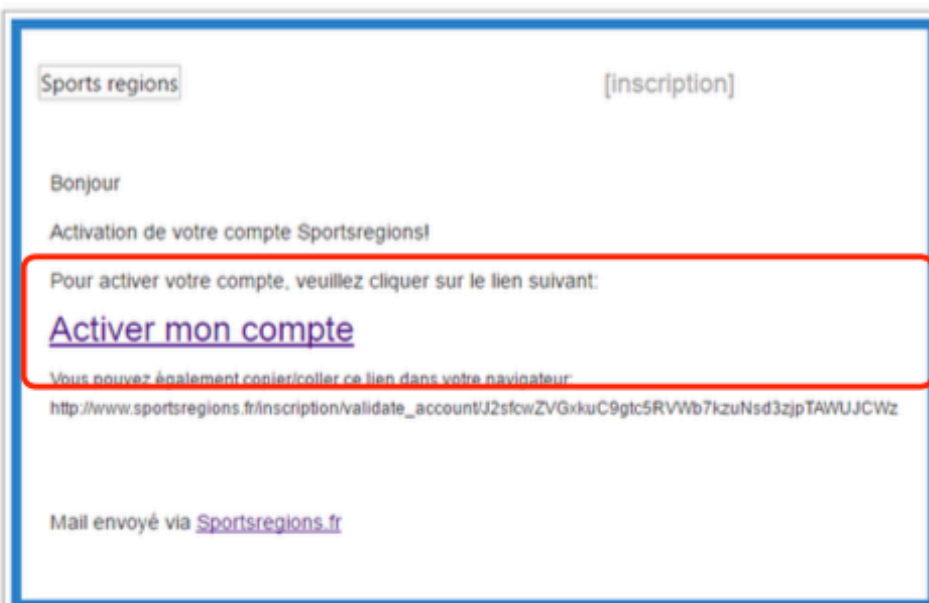 Sports regions [inscription]
Bonjour
Activation de votre compte Sportsregions!
Pour activer votre compte, veuillez cliquer sur le lien suivant:
Activer mon compte
Vous pouvez également copier/coller ce lien dans votre navigateur:
http://www.sportsregions.fr/inscription/validate_account/J2sfcwZVGxkuC9gtc5RVWb7kzuNsd3zjpTAWUJCWz
Mail envoyé via Sportsregions.fr